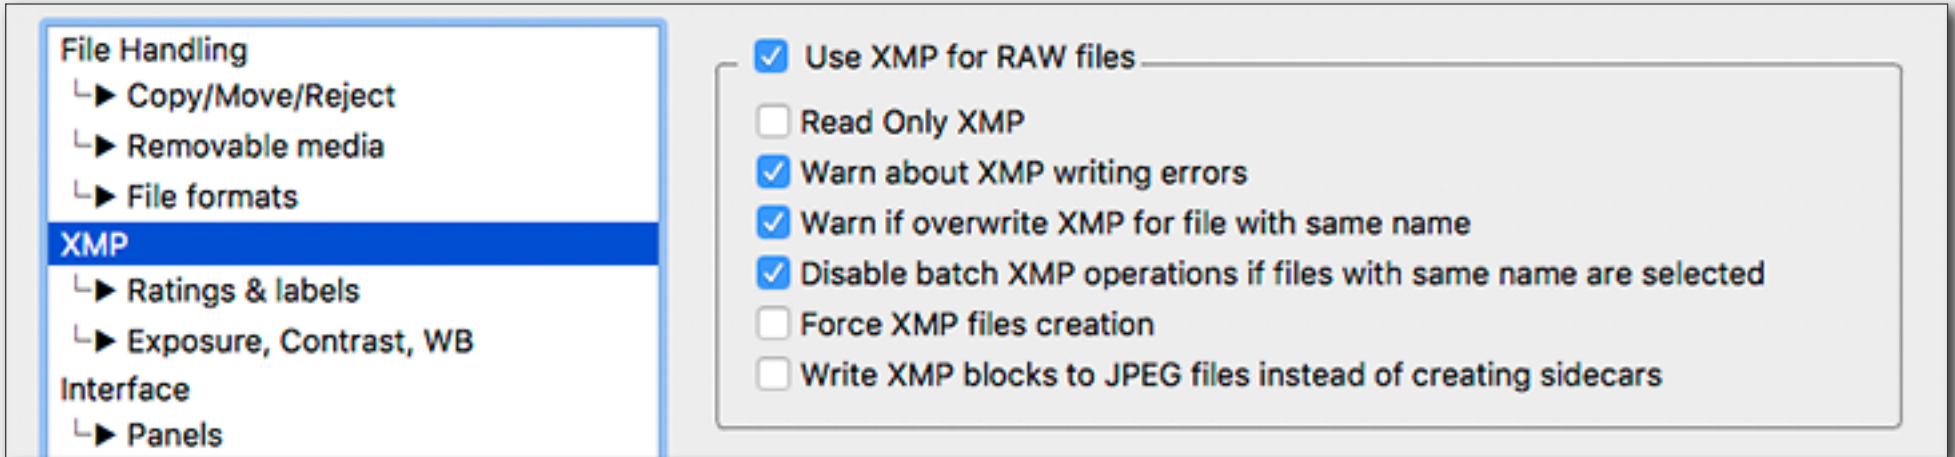 File Handling
Copy/Move/Reject
Removable media
File formats
XMP
Ratings & labels
Exposure, Contrast, WB
Interface
Panels
Use XMP for RAW files
Read Only XMP
Warn about XMP writing errors
Warn if overwrite XMP for file with same name
Disable batch XMP operations if files with same name are selected
Force XMP files creation
Write XMP blocks to JPEG files instead of creating sidecars